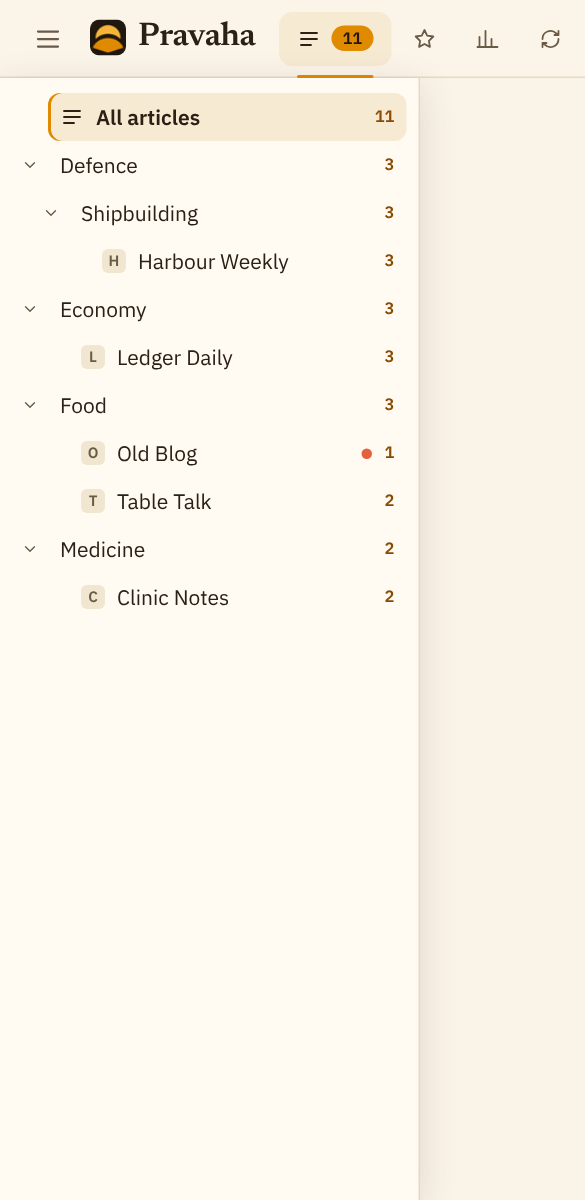 Pravaha 11
All articles 11
Defence 3
Shipbuilding 3
H Harbour Weekly 3
Economy 3
L Ledger Daily 3
Food 3
O Old Blog 1
T Table Talk 2
Medicine 2
C Clinic Notes 2